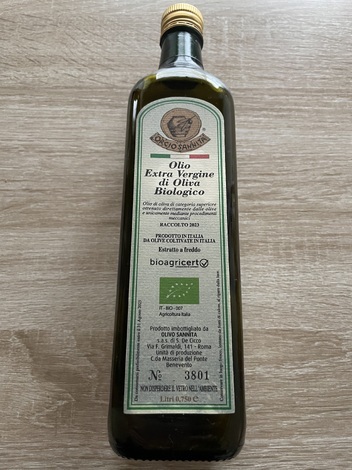 ORCIO SANNITA
Olio
Extra Vergine
di Oliva
Biologico
Olio di oliva di categoria superiore
ottenuto direttamente dalle olive
e unicamente mediante procedimenti
meccanici
RACCOLTO 2023
PRODOTTO IN ITALIA
DA OLIVE COLTIVATE IN ITALIA
Estratto a freddo
bioagricert
IT - BIO - 007
Agricoltura Italia
Prodotto imbottigliato da
OLIVO SANNITA
s.a.s. di S. De Cicco
Via F. Grimaldi, 141 - Roma
Unità di produzione
C.da Masseria del Ponte
Benevento
No 3801
NON DISPERDERE IL VETRO NELL'AMBIENTE
Litri 0,750 e